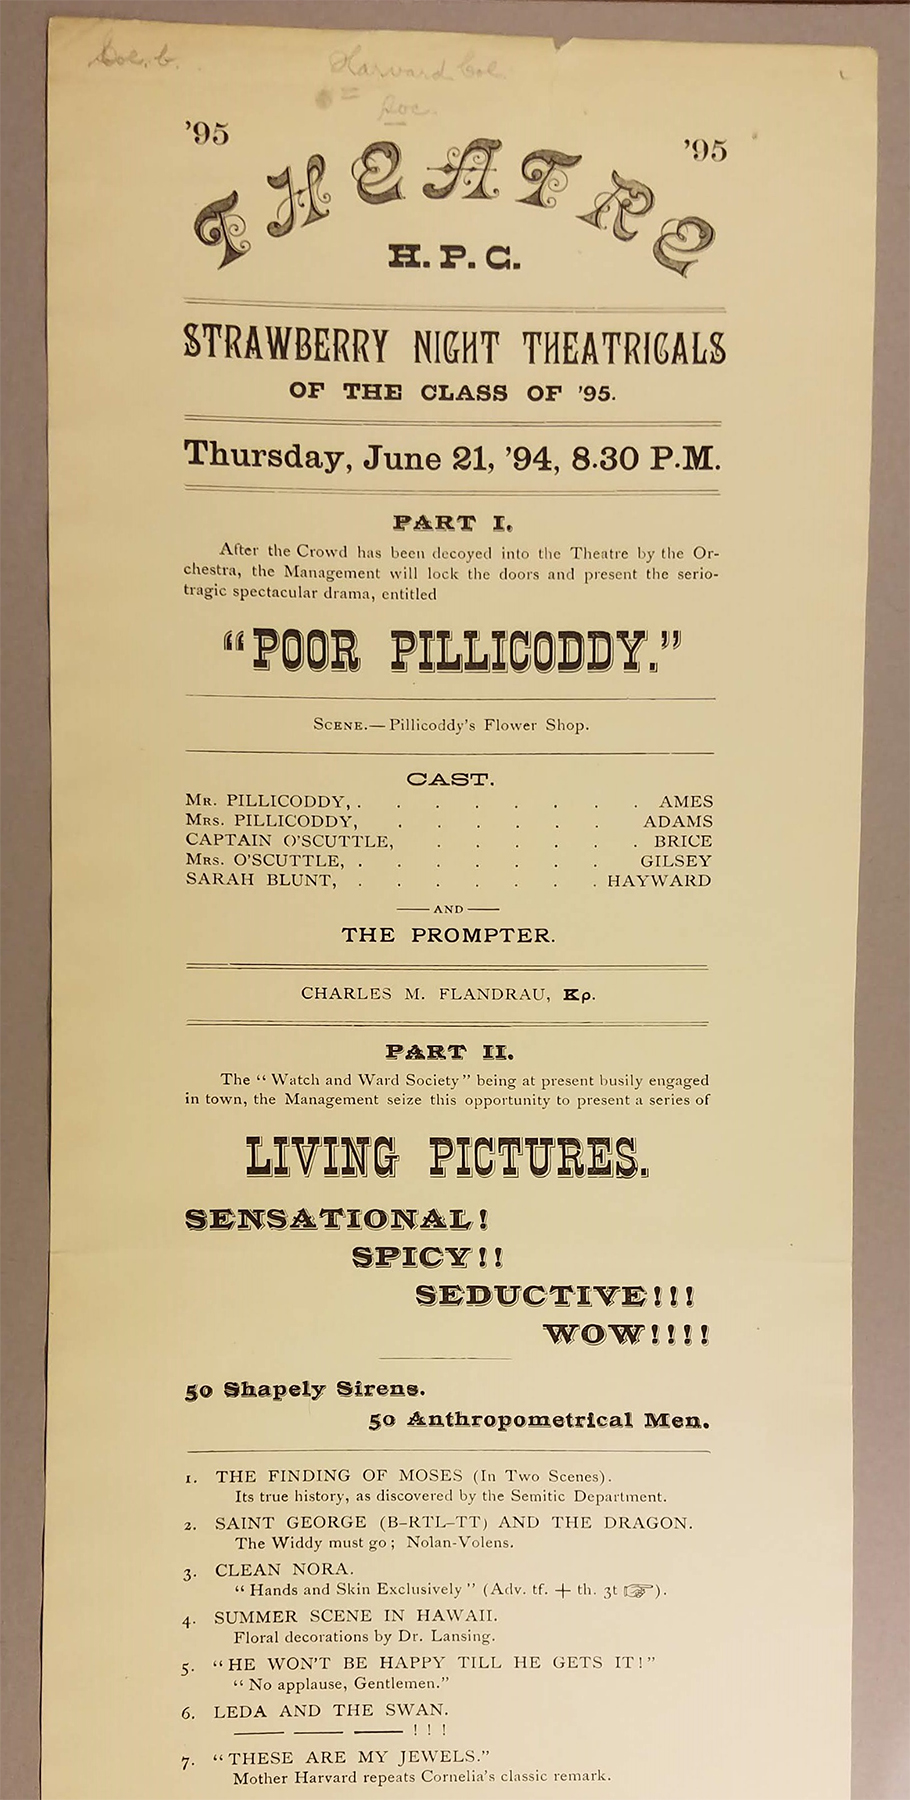 Harvard Col.
Soc.
'95 '95
THEATRE
H. P. C.
STRAWBERRY NIGHT THEATRICALS
OF THE CLASS OF '95.
Thursday, June 21, '94, 8.30 P.M.
PART I.
After the Crowd has been decoyed into the Theatre by the Or-
chestra, the Management will lock the doors and present the serio-
tragic spectacular drama, entitled
“POOR PILLICODDY.”
SCENE.—Pillicoddy's Flower Shop.
CAST.
MR. PILLICODDY, . . . . . . . . AMES
MRS. PILLICODDY, . . . . . . ADAMS
CAPTAIN O'SCUTTLE, . . . . . . BRICE
MRS. O'SCUTTLE, . . . . . . . GILSEY
SARAH BLUNT, . . . . . . . HAYWARD
—— AND ——
THE PROMPTER.
CHARLES M. FLANDRAU, Kρ.
PART II.
The “Watch and Ward Society” being at present busily engaged
in town, the Management seize this opportunity to present a series of
LIVING PICTURES.
SENSATIONAL!
SPICY!!
SEDUCTIVE!!!
WOW!!!!
50 Shapely Sirens.
50 Anthropometrical Men.
1. THE FINDING OF MOSES (In Two Scenes).
Its true history, as discovered by the Semitic Department.
2. SAINT GEORGE (B–RTL–TT) AND THE DRAGON.
The Widdy must go; Nolan-Volens.
3. CLEAN NORA.
“Hands and Skin Exclusively” (Adv. tf. + th. 3t ☞).
4. SUMMER SCENE IN HAWAII.
Floral decorations by Dr. Lansing.
5. “HE WON'T BE HAPPY TILL HE GETS IT!”
“No applause, Gentlemen.”
6. LEDA AND THE SWAN.
—— —— —— ! ! !
7. “THESE ARE MY JEWELS.”
Mother Harvard repeats Cornelia's classic remark.